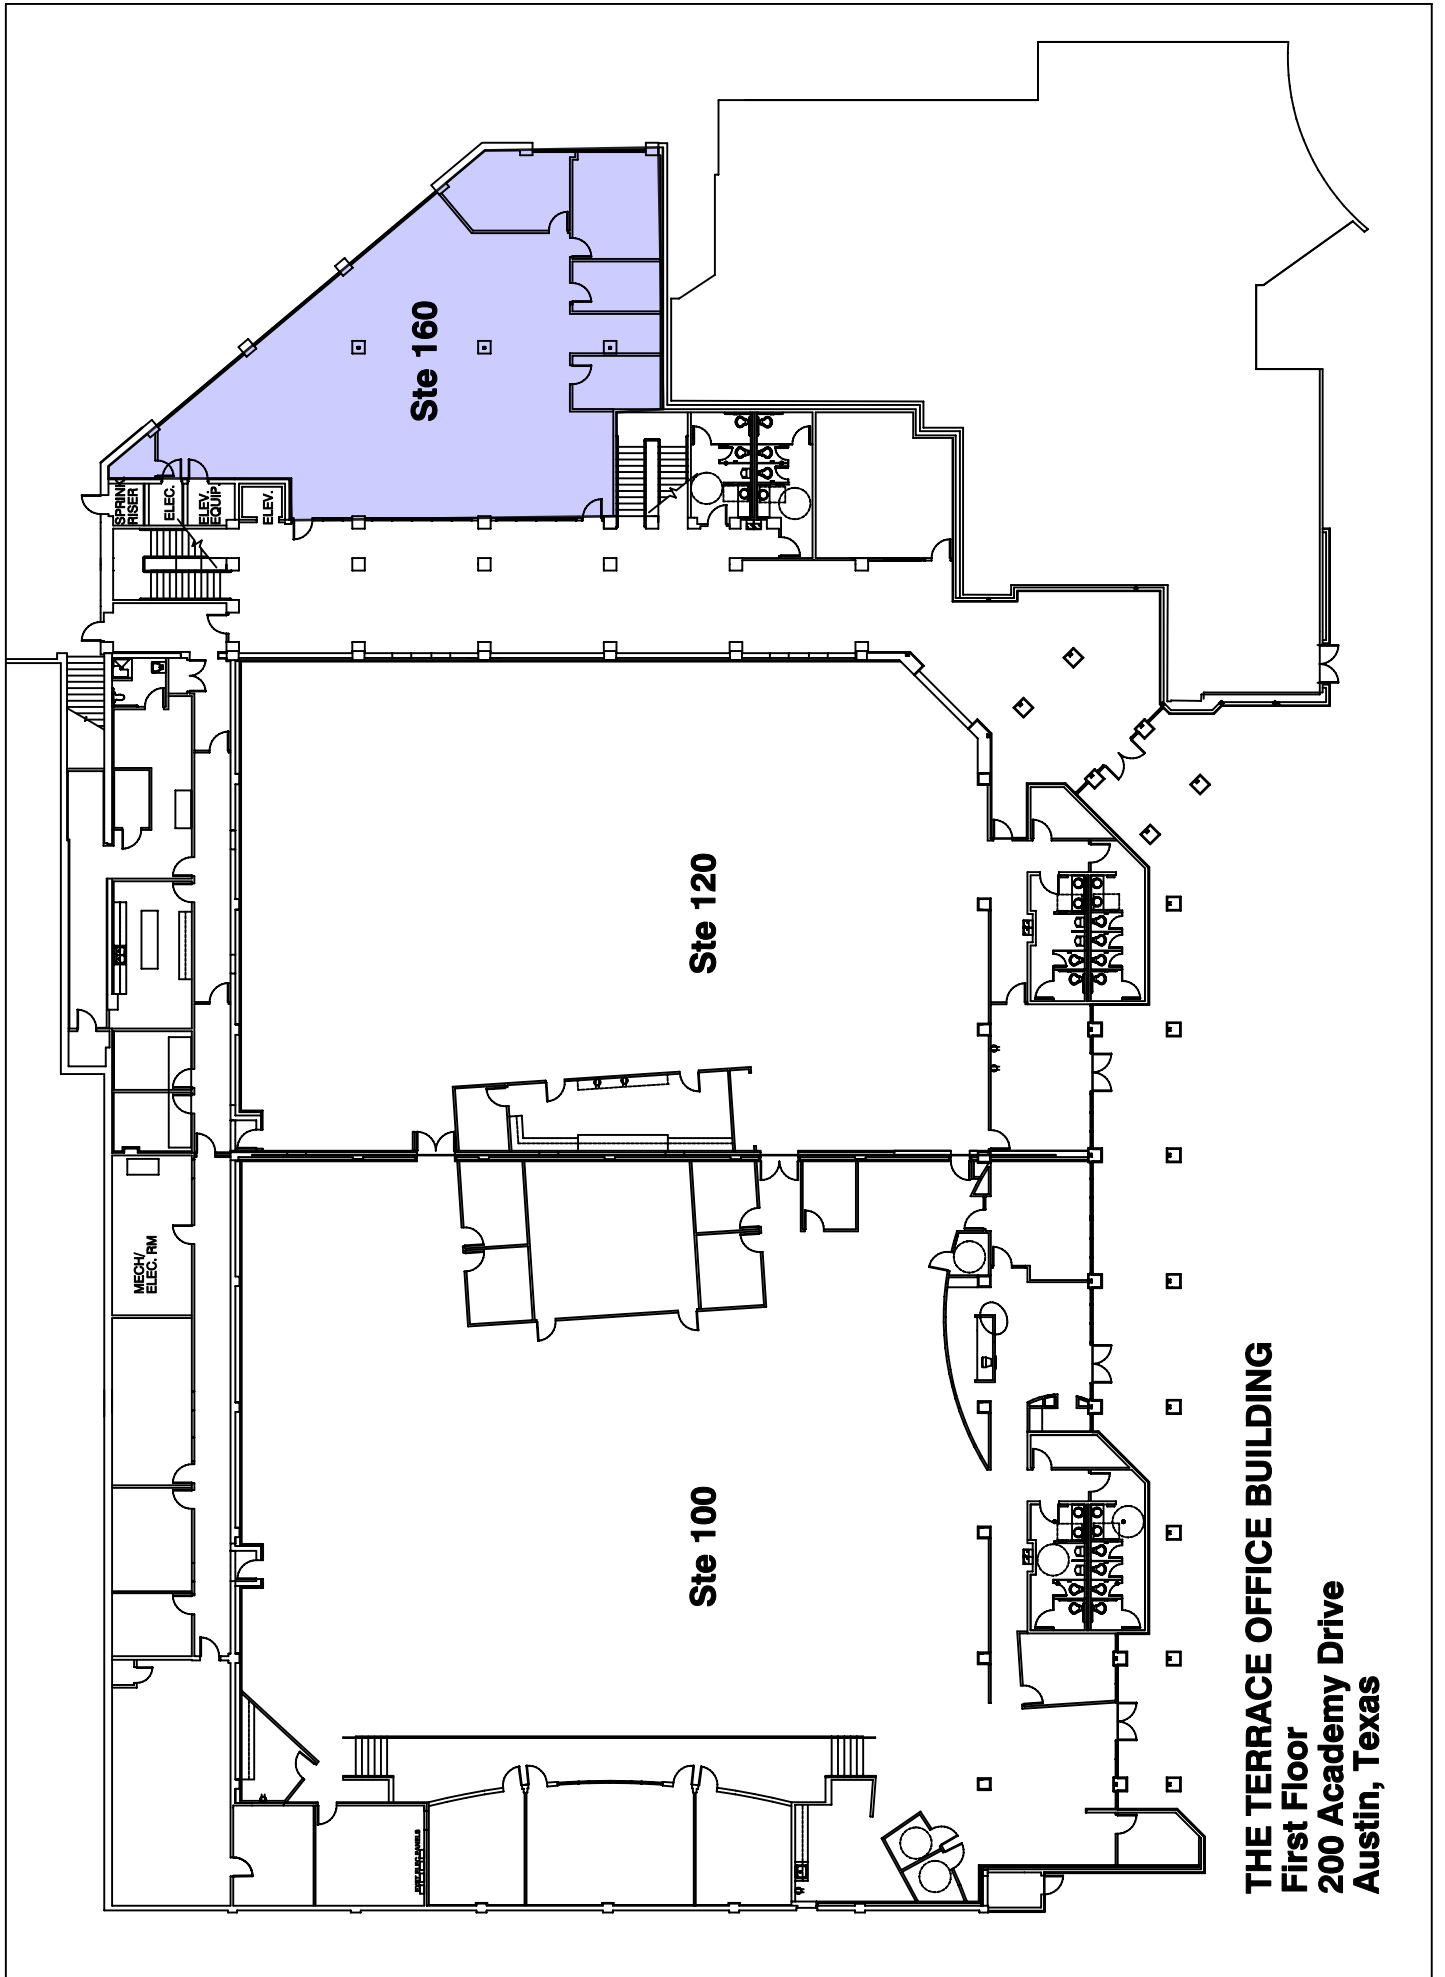 THE TERRACE OFFICE BUILDING
First Floor
200 Academy Drive
Austin, Texas
Ste 100
Ste 120
Ste 160
MECH/
ELEC. RM
SPRINK
RISER
ELEC.
ELEV.
EQUIP.
ELEV.